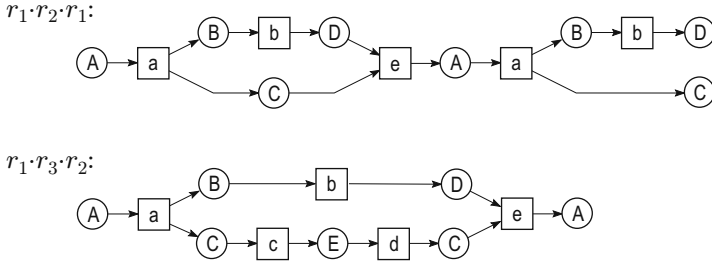 r₁·r₂·r₁:
B b D B b D
A a e A a
C C
r₁·r₃·r₂:
B b D
A a e A
C c E d C